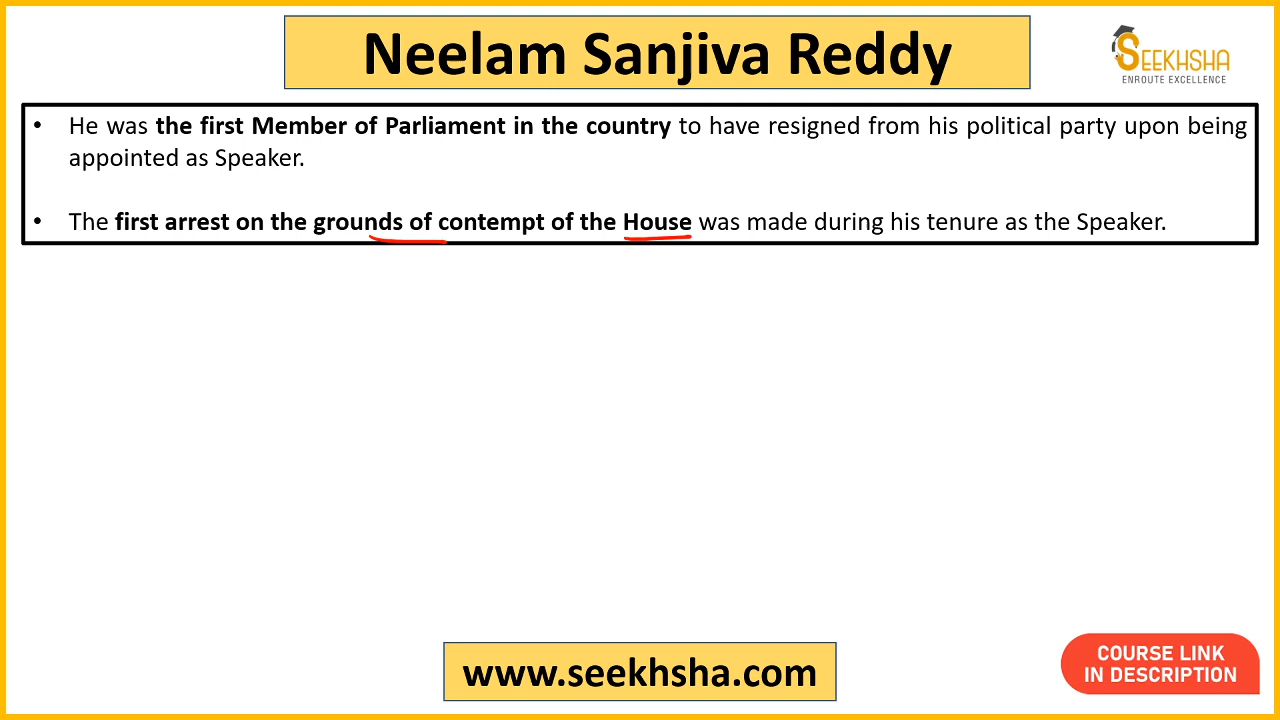 Neelam Sanjiva Reddy
SEEKHSHA
ENROUTE EXCELLENCE
• He was the first Member of Parliament in the country to have resigned from his political party upon being
appointed as Speaker.
• The first arrest on the grounds of contempt of the House was made during his tenure as the Speaker.
www.seekhsha.com
COURSE LINK
IN DESCRIPTION